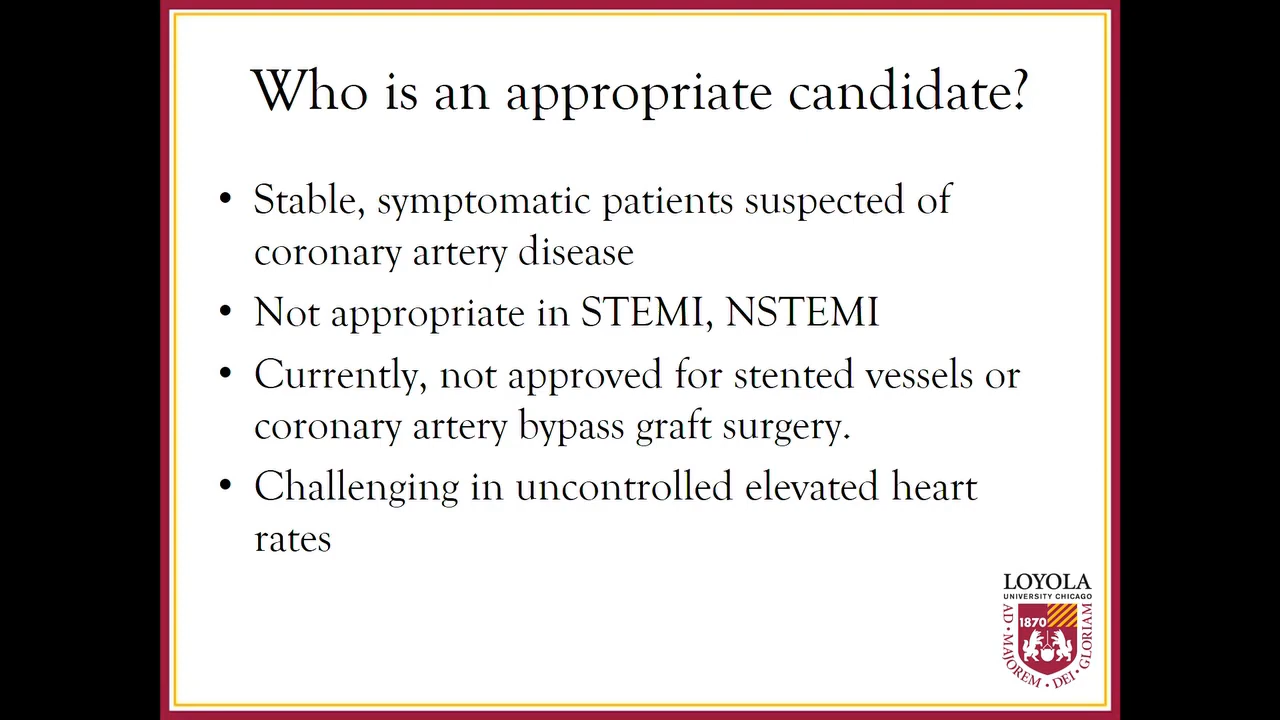 Who is an appropriate candidate?
• Stable, symptomatic patients suspected of
coronary artery disease
• Not appropriate in STEMI, NSTEMI
• Currently, not approved for stented vessels or
coronary artery bypass graft surgery.
• Challenging in uncontrolled elevated heart
rates
LOYOLA
UNIVERSITY CHICAGO
1870
AD • MAJOREM • DEI • GLORIAM